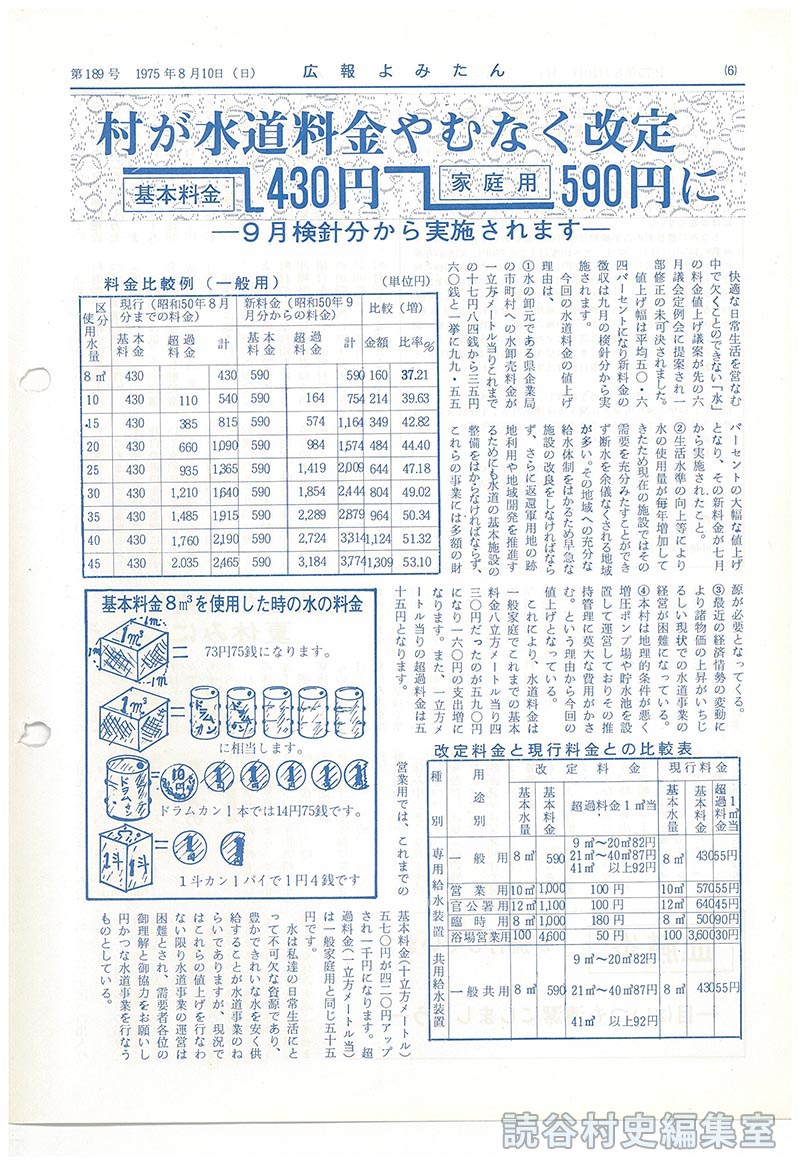 第189号 1975年8月10日（日） 広報よみたん (6)
村が水道料金やむなく改定
基本料金 430円 家庭用 590円に
―9月検針分から実施されます―
快適な日常生活を営なむ
中で欠くことのできない「水」
の料金値上げ議案が先の六
月議会定例会に提案され一
部修正の末可決されました。
値上げ幅は平均五〇・六
四パーセントになり新料金の
徴収は九月の検針分から実
施されます。
今回の水道料金の値上げ
理由は、
①水の卸元である県企業局
の市町村への水卸売料金が
一立方メートル当りこれまで
の十七円八四銭から三五円
六〇銭と一挙に九九・五五
パーセントの大幅な値上げ
となり、その新料金が七月
から実施されたこと。
②生活水準の向上等により
水の使用量が毎年増加して
きたため現在の施設ではその
需要を充分みたすことができ
ず断水を余儀なくされる地域
が多い。その地域への充分な
給水体制をはかるため早急な
施設の改良をしなければなら
ず、さらに返還軍用地の跡
地利用や地域開発を推進す
るためにも水道の基本施設の
整備をはからなければならず、
これらの事業には多額の財
源が必要となってくる。
③最近の経済情勢の変動に
より諸物価の上昇がいちじ
るしい現状での水道事業の
経営が困難になっている。
④本村は地理的条件が悪く
増圧ポンプ場や貯水池を設
置して運営しておりその推
持管理に莫大な費用がかさ
む。という理由から今回の
値上げとなっている。
これにより、水道料金は
一般家庭でこれまでの基本
料金八立方メートル当り四
三〇円だったのが五九〇円
になり一六〇円の支出増に
なります。また、一立方メ
ートル当りの超過料金は五
十五円となります。
営業用では、これまでの
基本料金(十立方メートル)
五七〇円が四二〇円アップ
され一千円になります。超
過料金(一立方メートル当)
は一般家庭用と同じ五十五
円です。
水は私達の日常生活にと
って不可欠な資源であり、
豊かできれいな水を安く供
給することが水道事業のね
らいでありますが、現況で
はこれらの値上げを行なわ
ない限り水道事業の運営は
困難とされ、需要者各位の
御理解と御協力をお願いし
円かつな水道事業を行なう
ものとしている。
料金比較例（一般用） (単位円)
区分 現行（昭和50年8月分までの料金） 新料金（昭和50年9月分からの料金） 比較（増）
使用水量 基本料金 超過料金 計 基本料金 超過料金 計 金額 比率%
8㎥ 430 430 590 590 160 37.21
10 430 110 540 590 164 754 214 39.63
15 430 385 815 590 574 1,164 349 42.82
20 430 660 1,090 590 984 1,574 484 44.40
25 430 935 1,365 590 1,419 2,009 644 47.18
30 430 1,210 1,640 590 1,854 2,444 804 49.02
35 430 1,485 1,915 590 2,289 2,879 964 50.34
40 430 1,760 2,190 590 2,724 3,314 1,124 51.32
45 430 2.035 2,465 590 3,184 3,774 1,309 53.10
基本料金8㎥を使用した時の水の料金
1m³ 1m 1m 1m = 73円75銭になります。
1m³ = ドラムカン
に相当します。
ドラムカン = 10円 1 1 1 1 1
ドラムカン1本では14円75銭です。
1斗 1斗 = 1 1
1斗カン1パイで1円4銭です
改定料金と現行料金との比較表
種別 用途別 改定料金 現行料金
基本水量 基本料金 超過料金1㎥当 基本水量 基本料金 1㎥当超過料金
専用給水装置 一般用 8㎥ 590 9㎥〜20㎥82円 21㎥〜40㎥87円 41㎥以上92円 8㎥ 430 55円
営業用 10㎥ 1,000 100円 10㎥ 570 55円
官公署用 12㎥ 1,100 100円 12㎥ 640 45円
臨時用 8㎥ 1,000 180円 8㎥ 500 90円
浴場営業用 100 4,600 50円 100 3,600 30円
共用給水装置 一般共用 8㎥ 590 9㎥〜20㎥82円 21㎥〜40㎥87円 41㎥以上92円 8㎥ 430 55円
読谷村史編集室